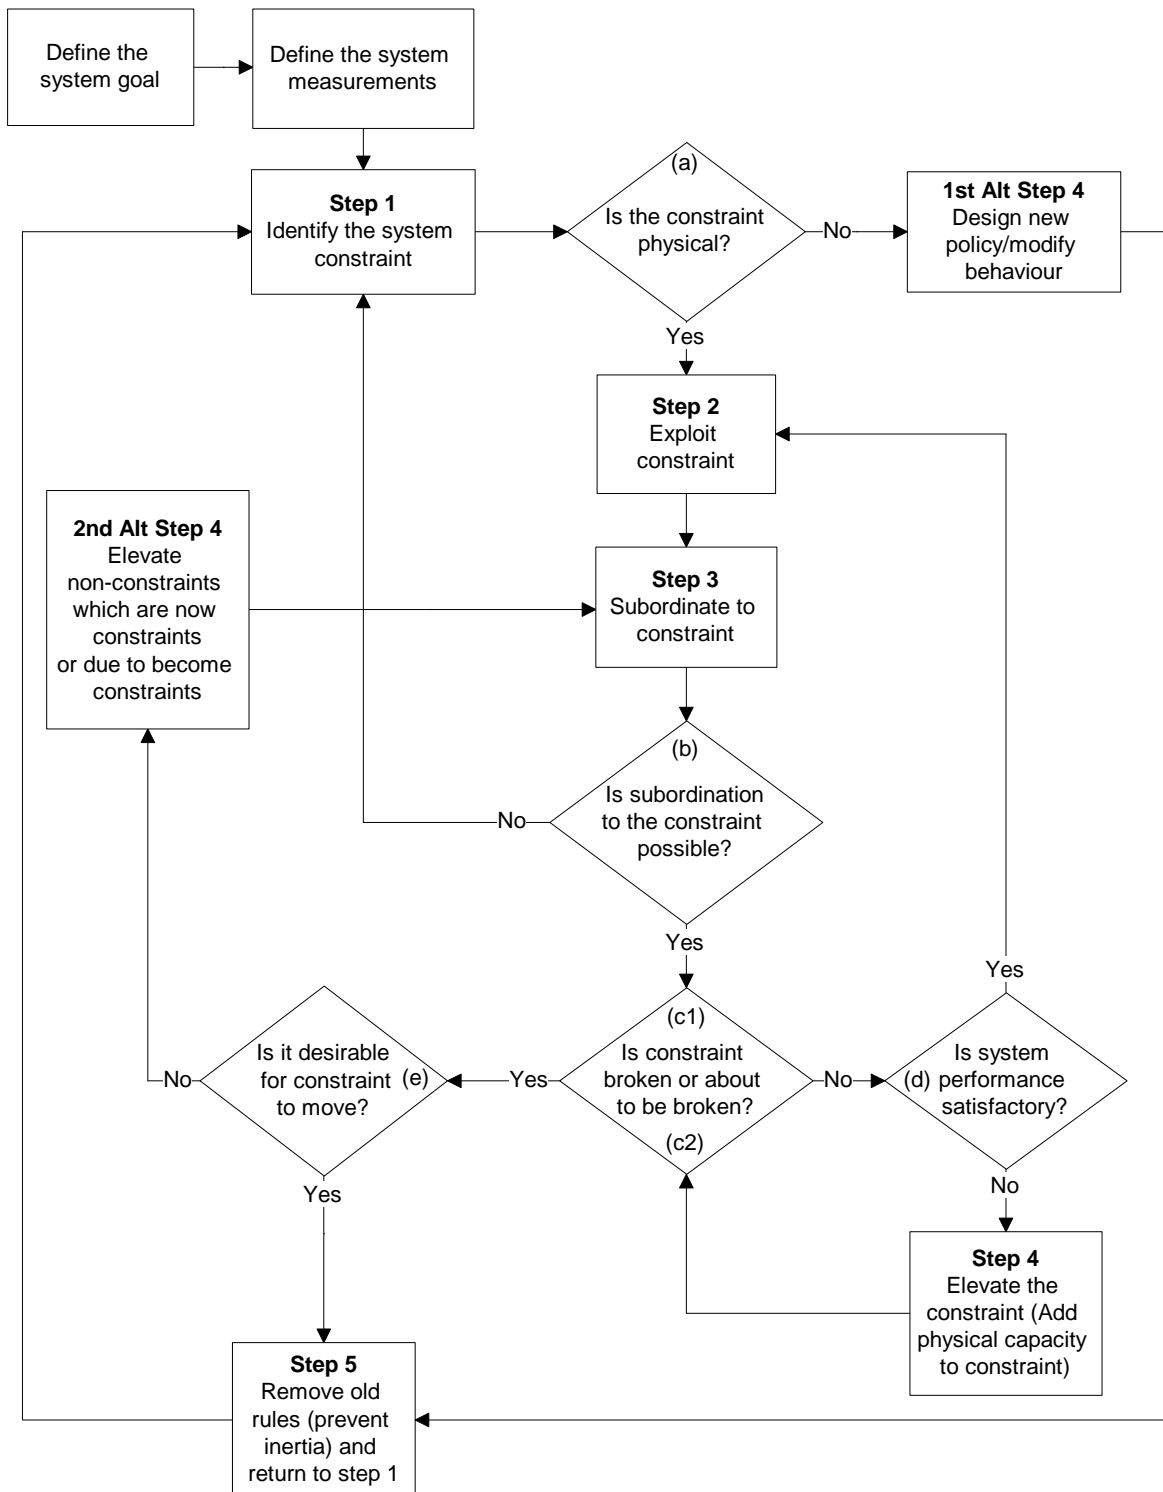 Define the
system goal
Define the system
measurements
Step 1
Identify the system
constraint
(a)
Is the constraint
physical?
No
1st Alt Step 4
Design new
policy/modify
behaviour
Yes
Step 2
Exploit
constraint
2nd Alt Step 4
Elevate
non-constraints
which are now
constraints
or due to become
constraints
Step 3
Subordinate to
constraint
(b)
Is subordination
to the constraint
possible?
No
Yes
Yes
(c1)
Is constraint
broken or about
to be broken?
(c2)
Yes
No
Is it desirable
for constraint
to move?
(e)
No
Is system
performance
satisfactory?
(d)
Yes
No
Step 4
Elevate the
constraint (Add
physical capacity
to constraint)
Step 5
Remove old
rules (prevent
inertia) and
return to step 1